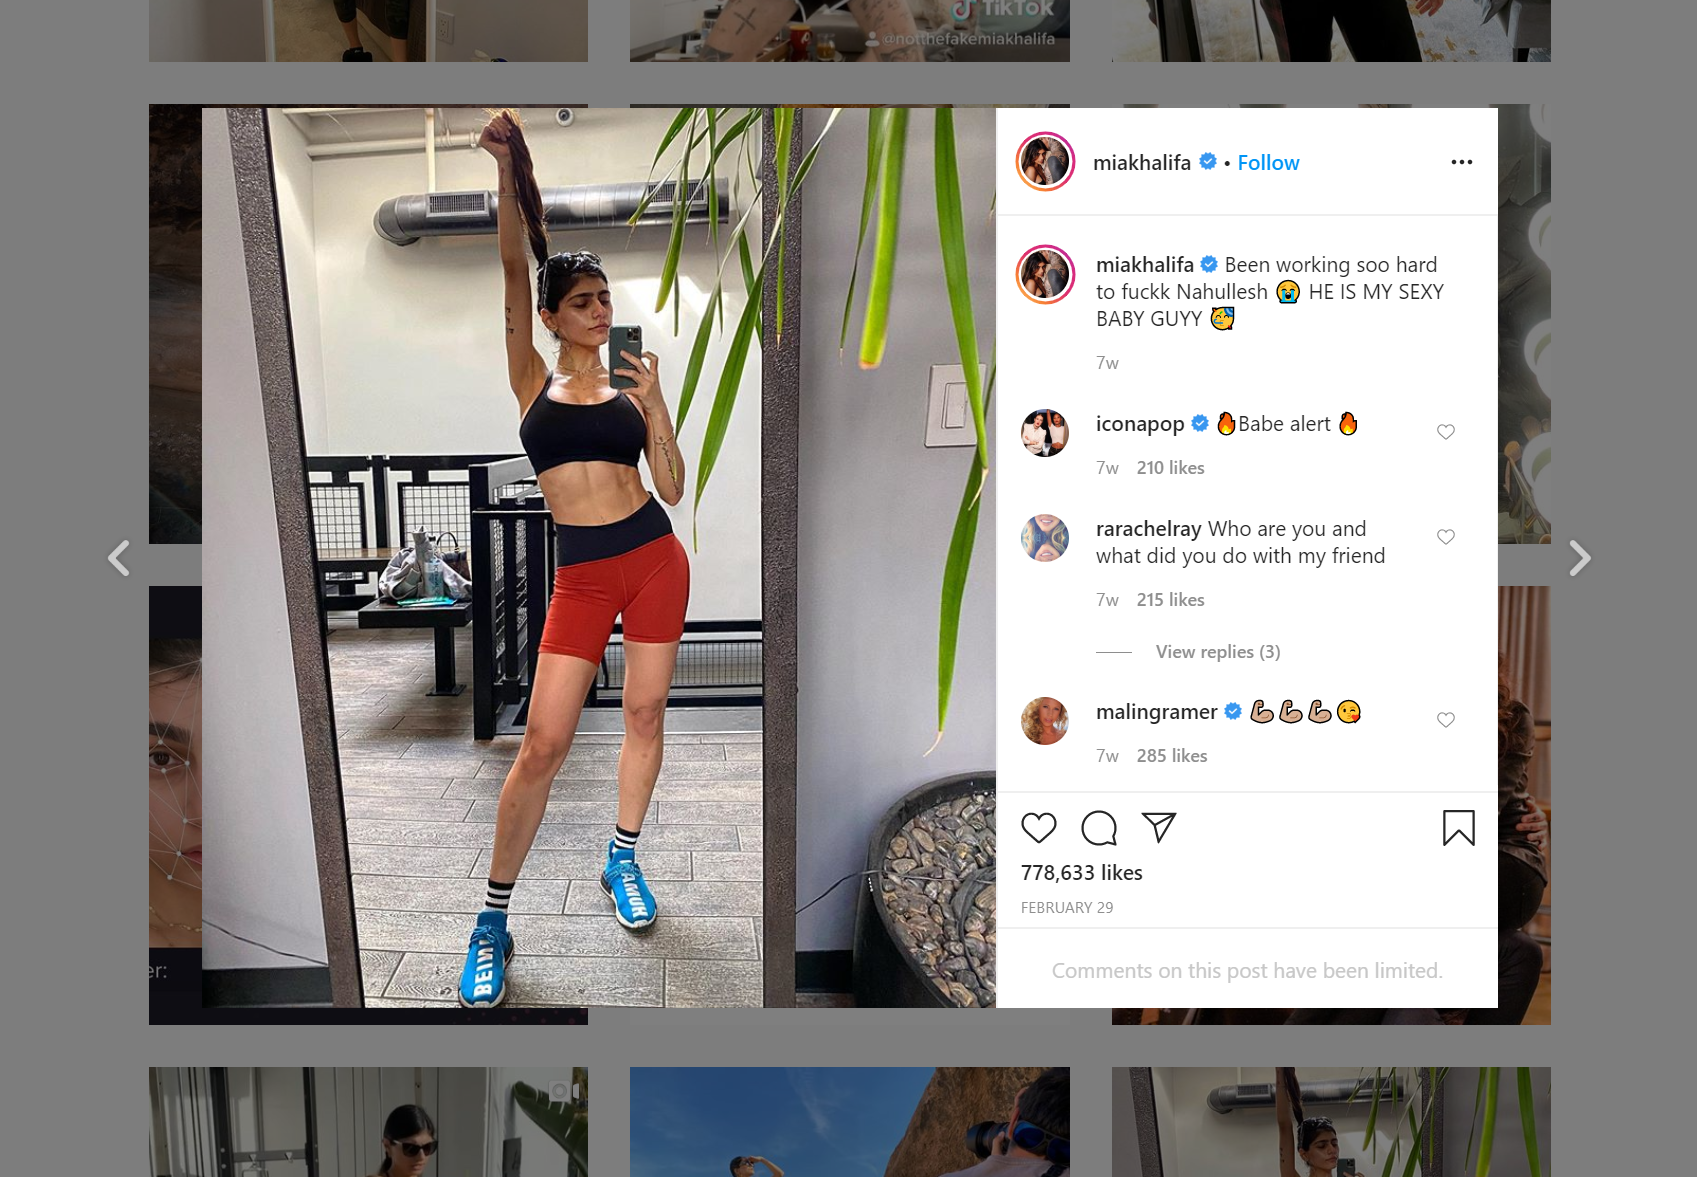 TikTok
@notthefakemiakhalifa
miakhalifa • Follow
miakhalifa Been working soo hard
to fuckk Nahullesh 😭 HE IS MY SEXY
BABY GUYY 🥳
7w
iconapop 🔥Babe alert 🔥
7w 210 likes
rarachelray Who are you and
what did you do with my friend
7w 215 likes
View replies (3)
malingramer 💪🏼💪🏼💪🏼😘
7w 285 likes
778,633 likes
FEBRUARY 29
Comments on this post have been limited.
er:
HUMA
BEIN